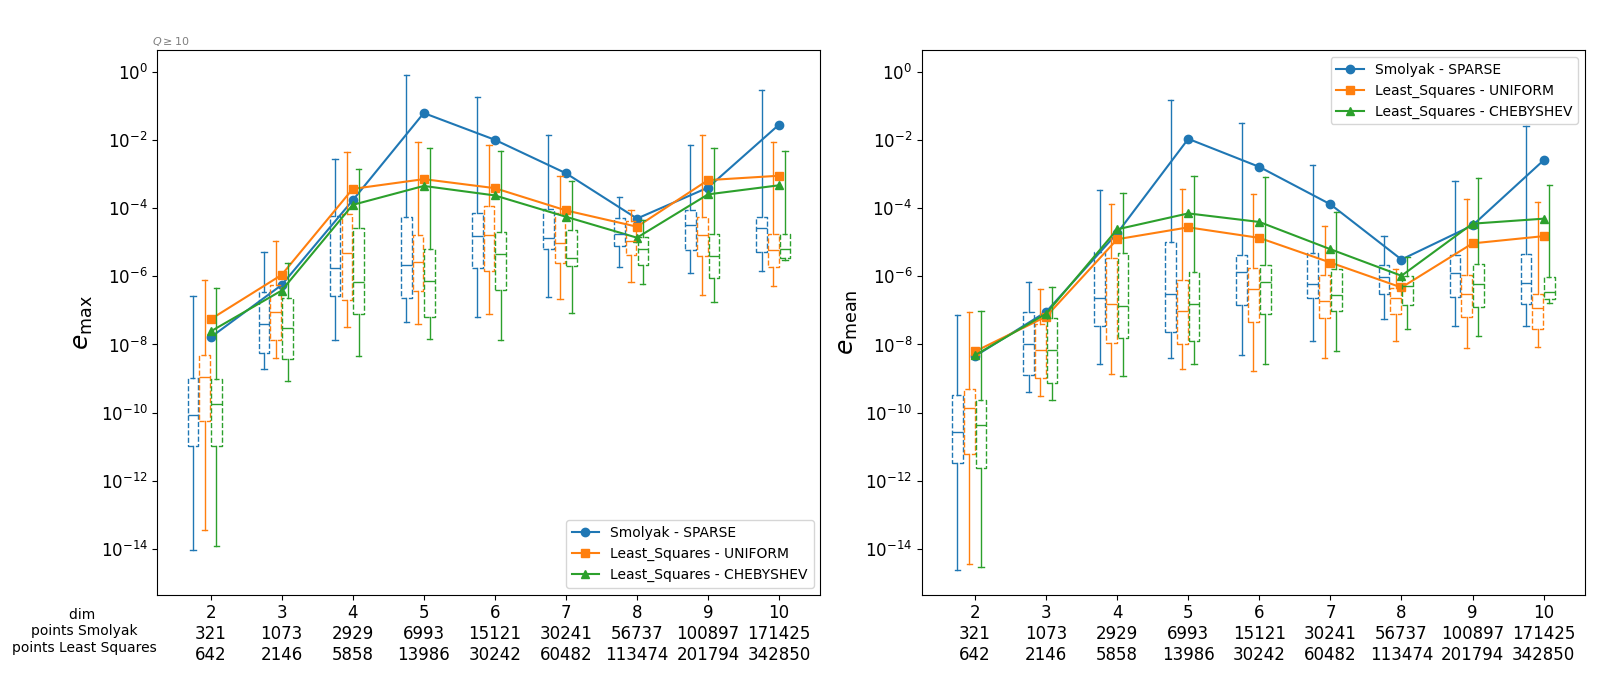 Q ≥ 10
10⁰
10⁻²
10⁻⁴
10⁻⁶
10⁻⁸
10⁻¹⁰
10⁻¹²
10⁻¹⁴
e_max
Smolyak - SPARSE
Least_Squares - UNIFORM
Least_Squares - CHEBYSHEV
dim 2 3 4 5 6 7 8 9 10
points Smolyak 321 1073 2929 6993 15121 30241 56737 100897 171425
points Least Squares 642 2146 5858 13986 30242 60482 113474 201794 342850
10⁰
10⁻²
10⁻⁴
10⁻⁶
10⁻⁸
10⁻¹⁰
10⁻¹²
10⁻¹⁴
e_mean
Smolyak - SPARSE
Least_Squares - UNIFORM
Least_Squares - CHEBYSHEV
2 3 4 5 6 7 8 9 10
321 1073 2929 6993 15121 30241 56737 100897 171425
642 2146 5858 13986 30242 60482 113474 201794 342850